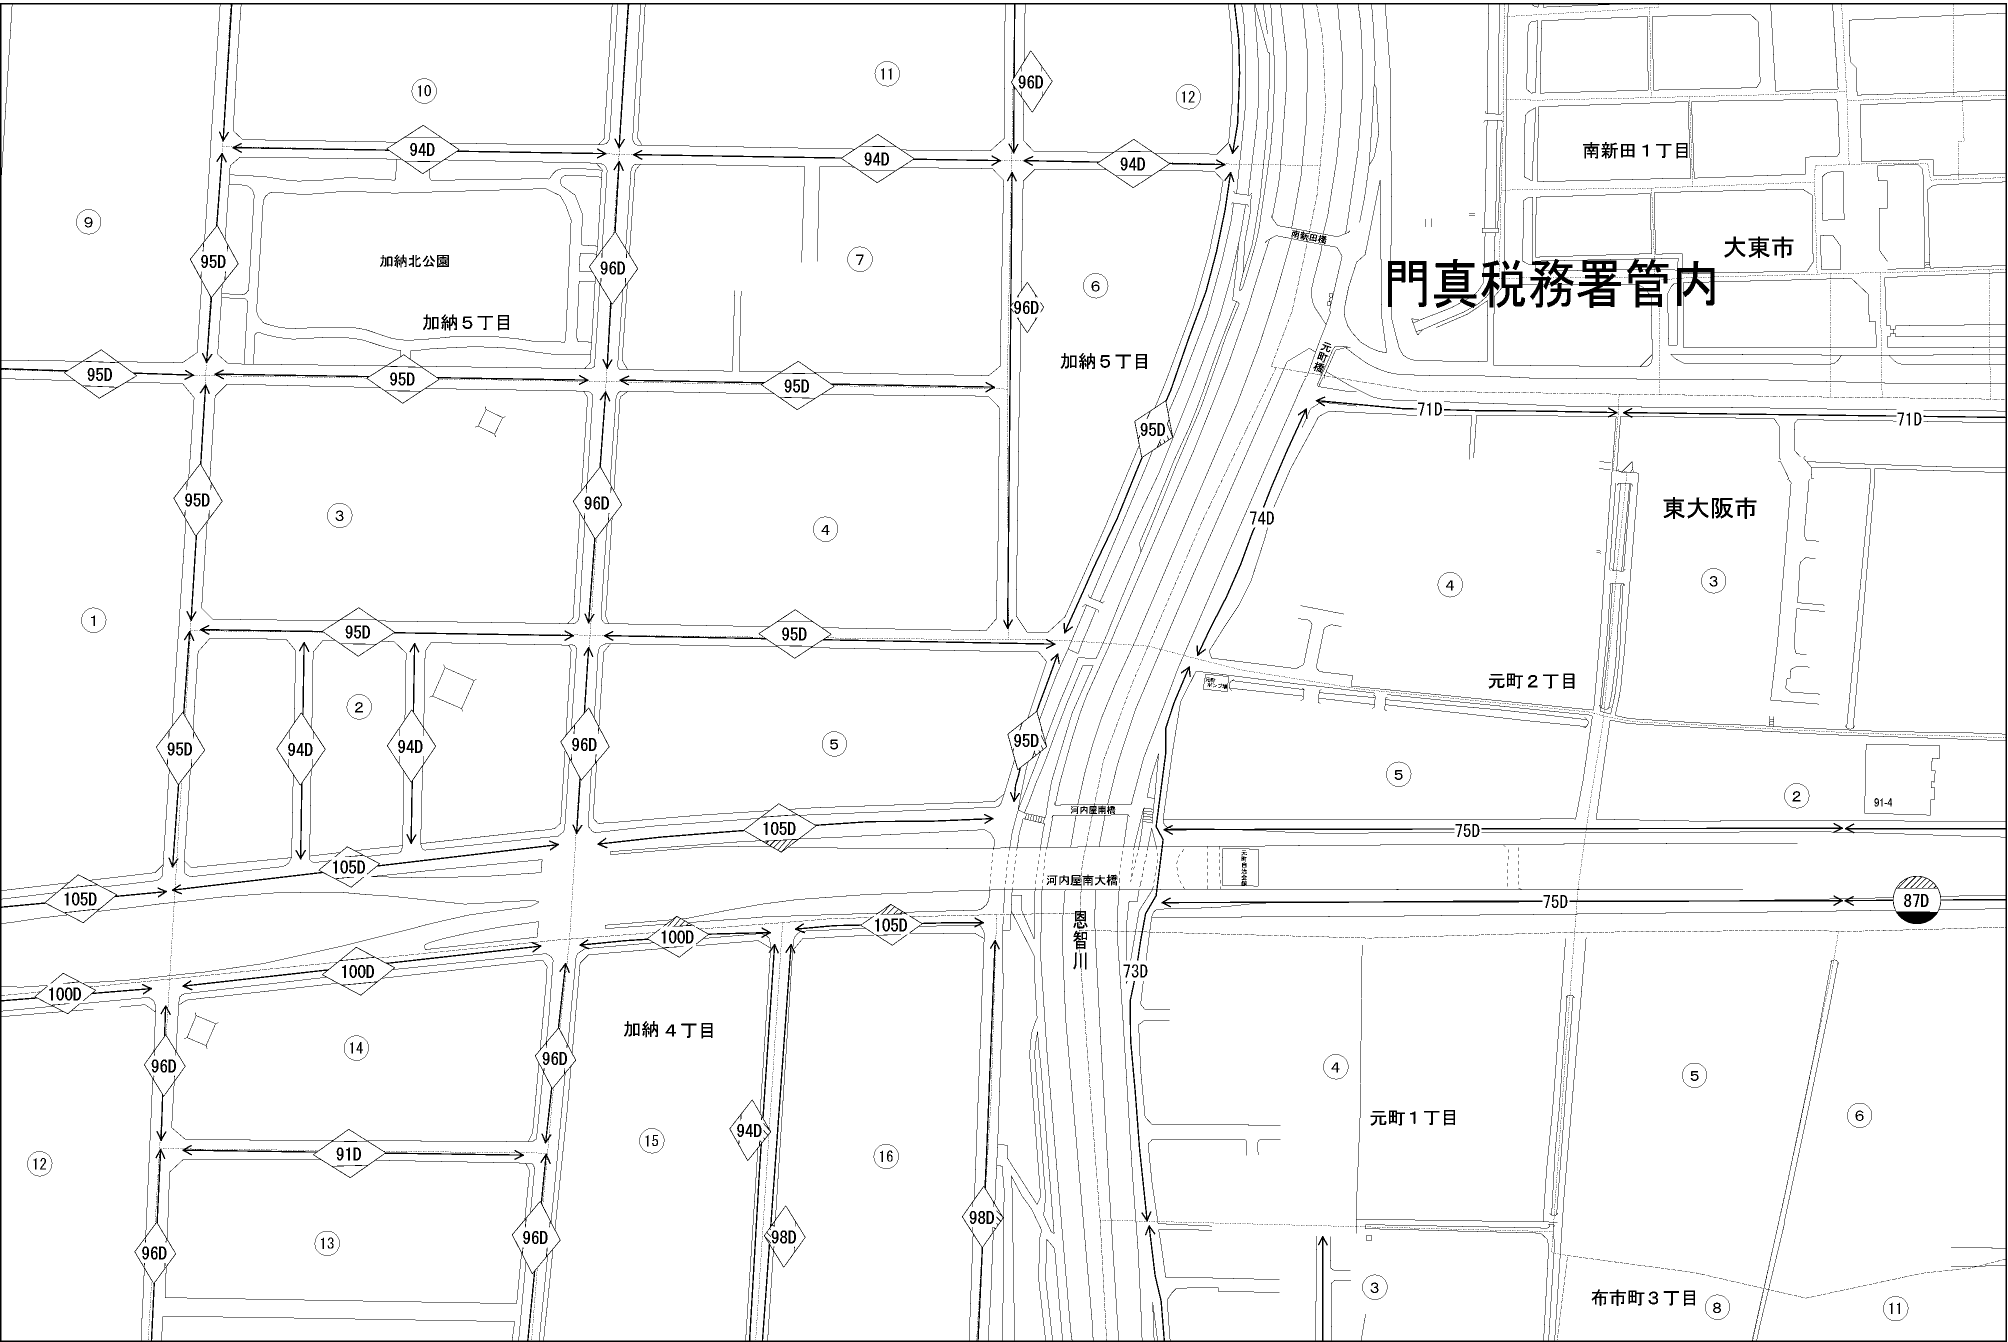 10
11
96D
12
南新田１丁目
94D
94D
94D
9
95D
加納北公園
96D
7
6
96D
南新田橋
大東市
門真税務署管内
加納５丁目
加納５丁目
元町橋
95D
95D
95D
95D
71D
71D
3
95D
96D
4
74D
東大阪市
4
3
1
95D
95D
元町２丁目
2
95D
94D
94D
96D
5
95D
5
2
91-4
河内屋南橋
105D
75D
105D
河内屋南大橋
105D
75D
87D
恩智川
100D
105D
100D
100D
73D
加納４丁目
14
96D
96D
4
5
6
元町１丁目
94D
15
16
91D
12
98D
98D
13
96D
96D
3
布市町３丁目
8
11